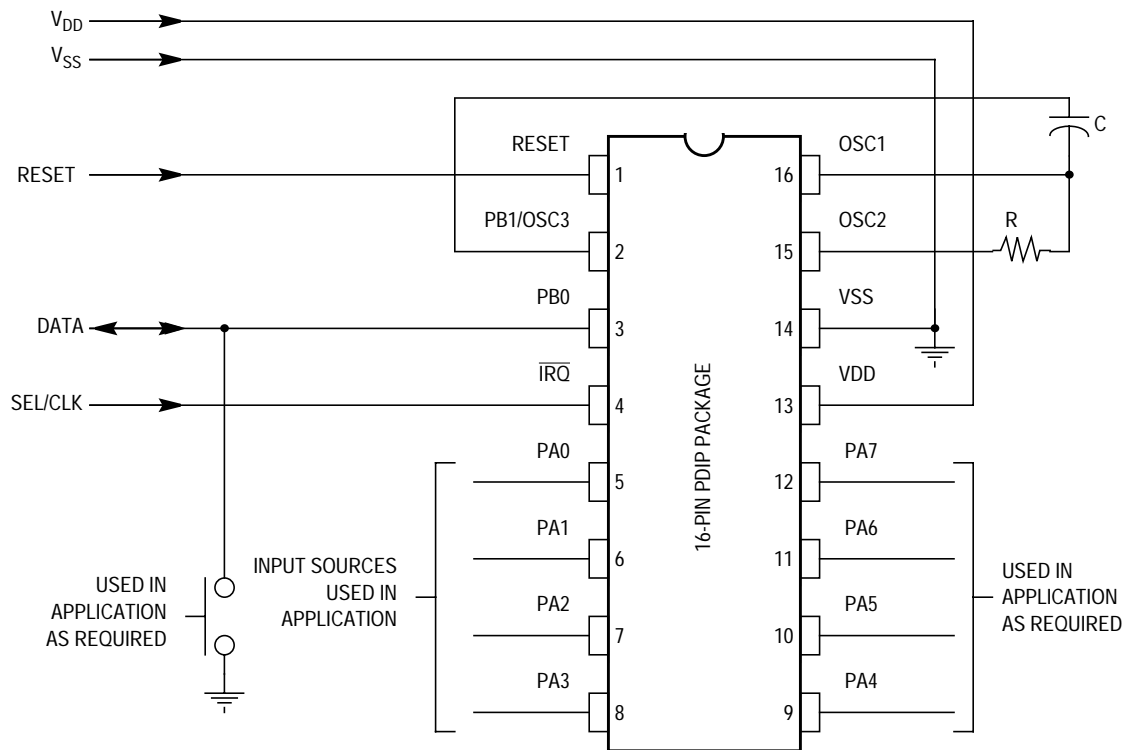 VDD
VSS
C
RESET
OSC1
RESET
1
16
PB1/OSC3
OSC2
R
2
15
PB0
VSS
DATA
3
14
IRQ
VDD
SEL/CLK
4
13
16-PIN PDIP PACKAGE
PA0
PA7
5
12
PA1
PA6
6
11
INPUT SOURCES
USED IN
APPLICATION
USED IN
APPLICATION
AS REQUIRED
USED IN
APPLICATION
AS REQUIRED
PA2
PA5
7
10
PA3
PA4
8
9